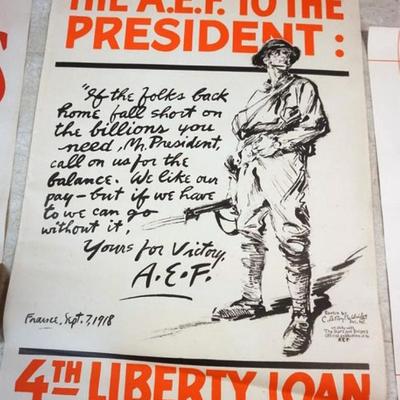 THE A.E.F. TO THE
PRESIDENT:
"If the folks back
home fall short on
the billions you
need, Mr. President,
call on us for the
balance. We like our
pay—but if we have
to we can go
without it,
Yours for Victory,
A.E.F.
France, Sept. 7, 1918
4TH LIBERTY LOAN